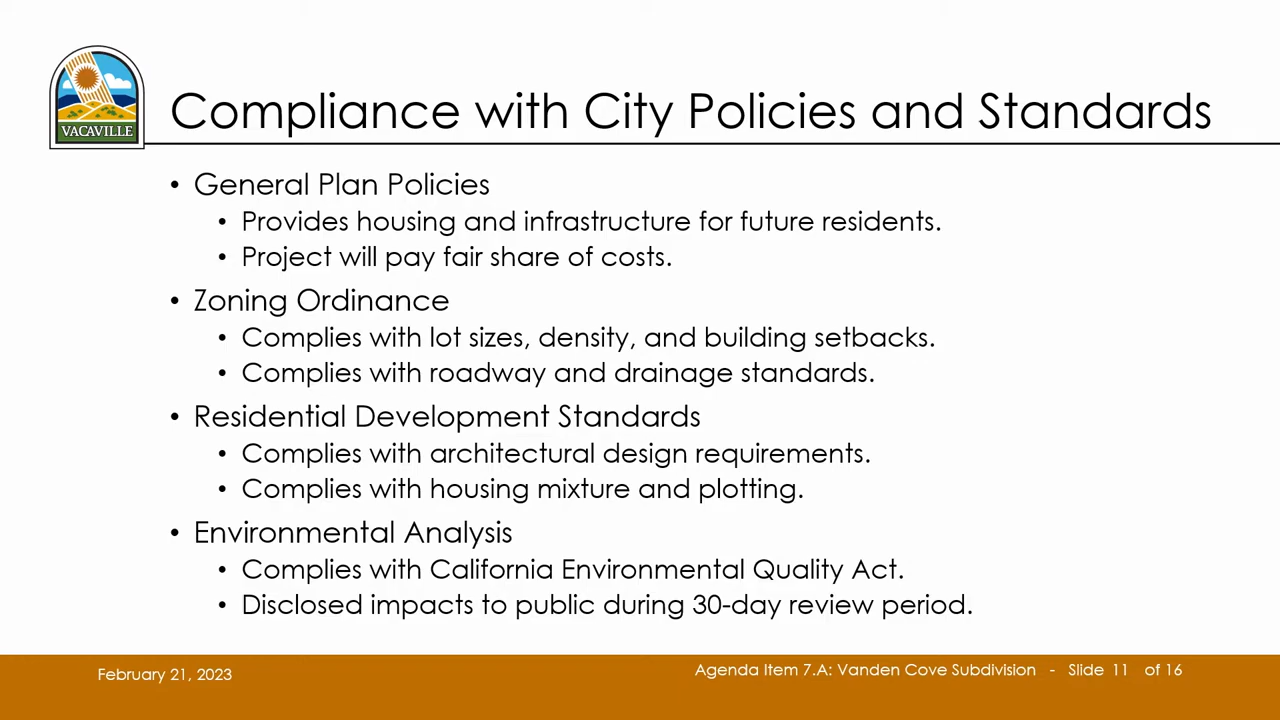 VACAVILLE
Compliance with City Policies and Standards
• General Plan Policies
• Provides housing and infrastructure for future residents.
• Project will pay fair share of costs.
• Zoning Ordinance
• Complies with lot sizes, density, and building setbacks.
• Complies with roadway and drainage standards.
• Residential Development Standards
• Complies with architectural design requirements.
• Complies with housing mixture and plotting.
• Environmental Analysis
• Complies with California Environmental Quality Act.
• Disclosed impacts to public during 30-day review period.
February 21, 2023
Agenda Item 7.A: Vanden Cove Subdivision - Slide 11 of 16